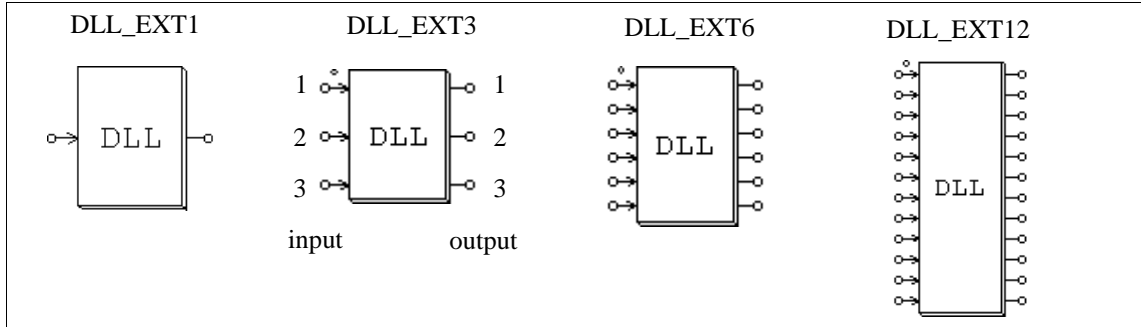 DLL_EXT1 DLL_EXT3 DLL_EXT6 DLL_EXT12
1 1
DLL 2 DLL 2 DLL DLL
3 3
input output